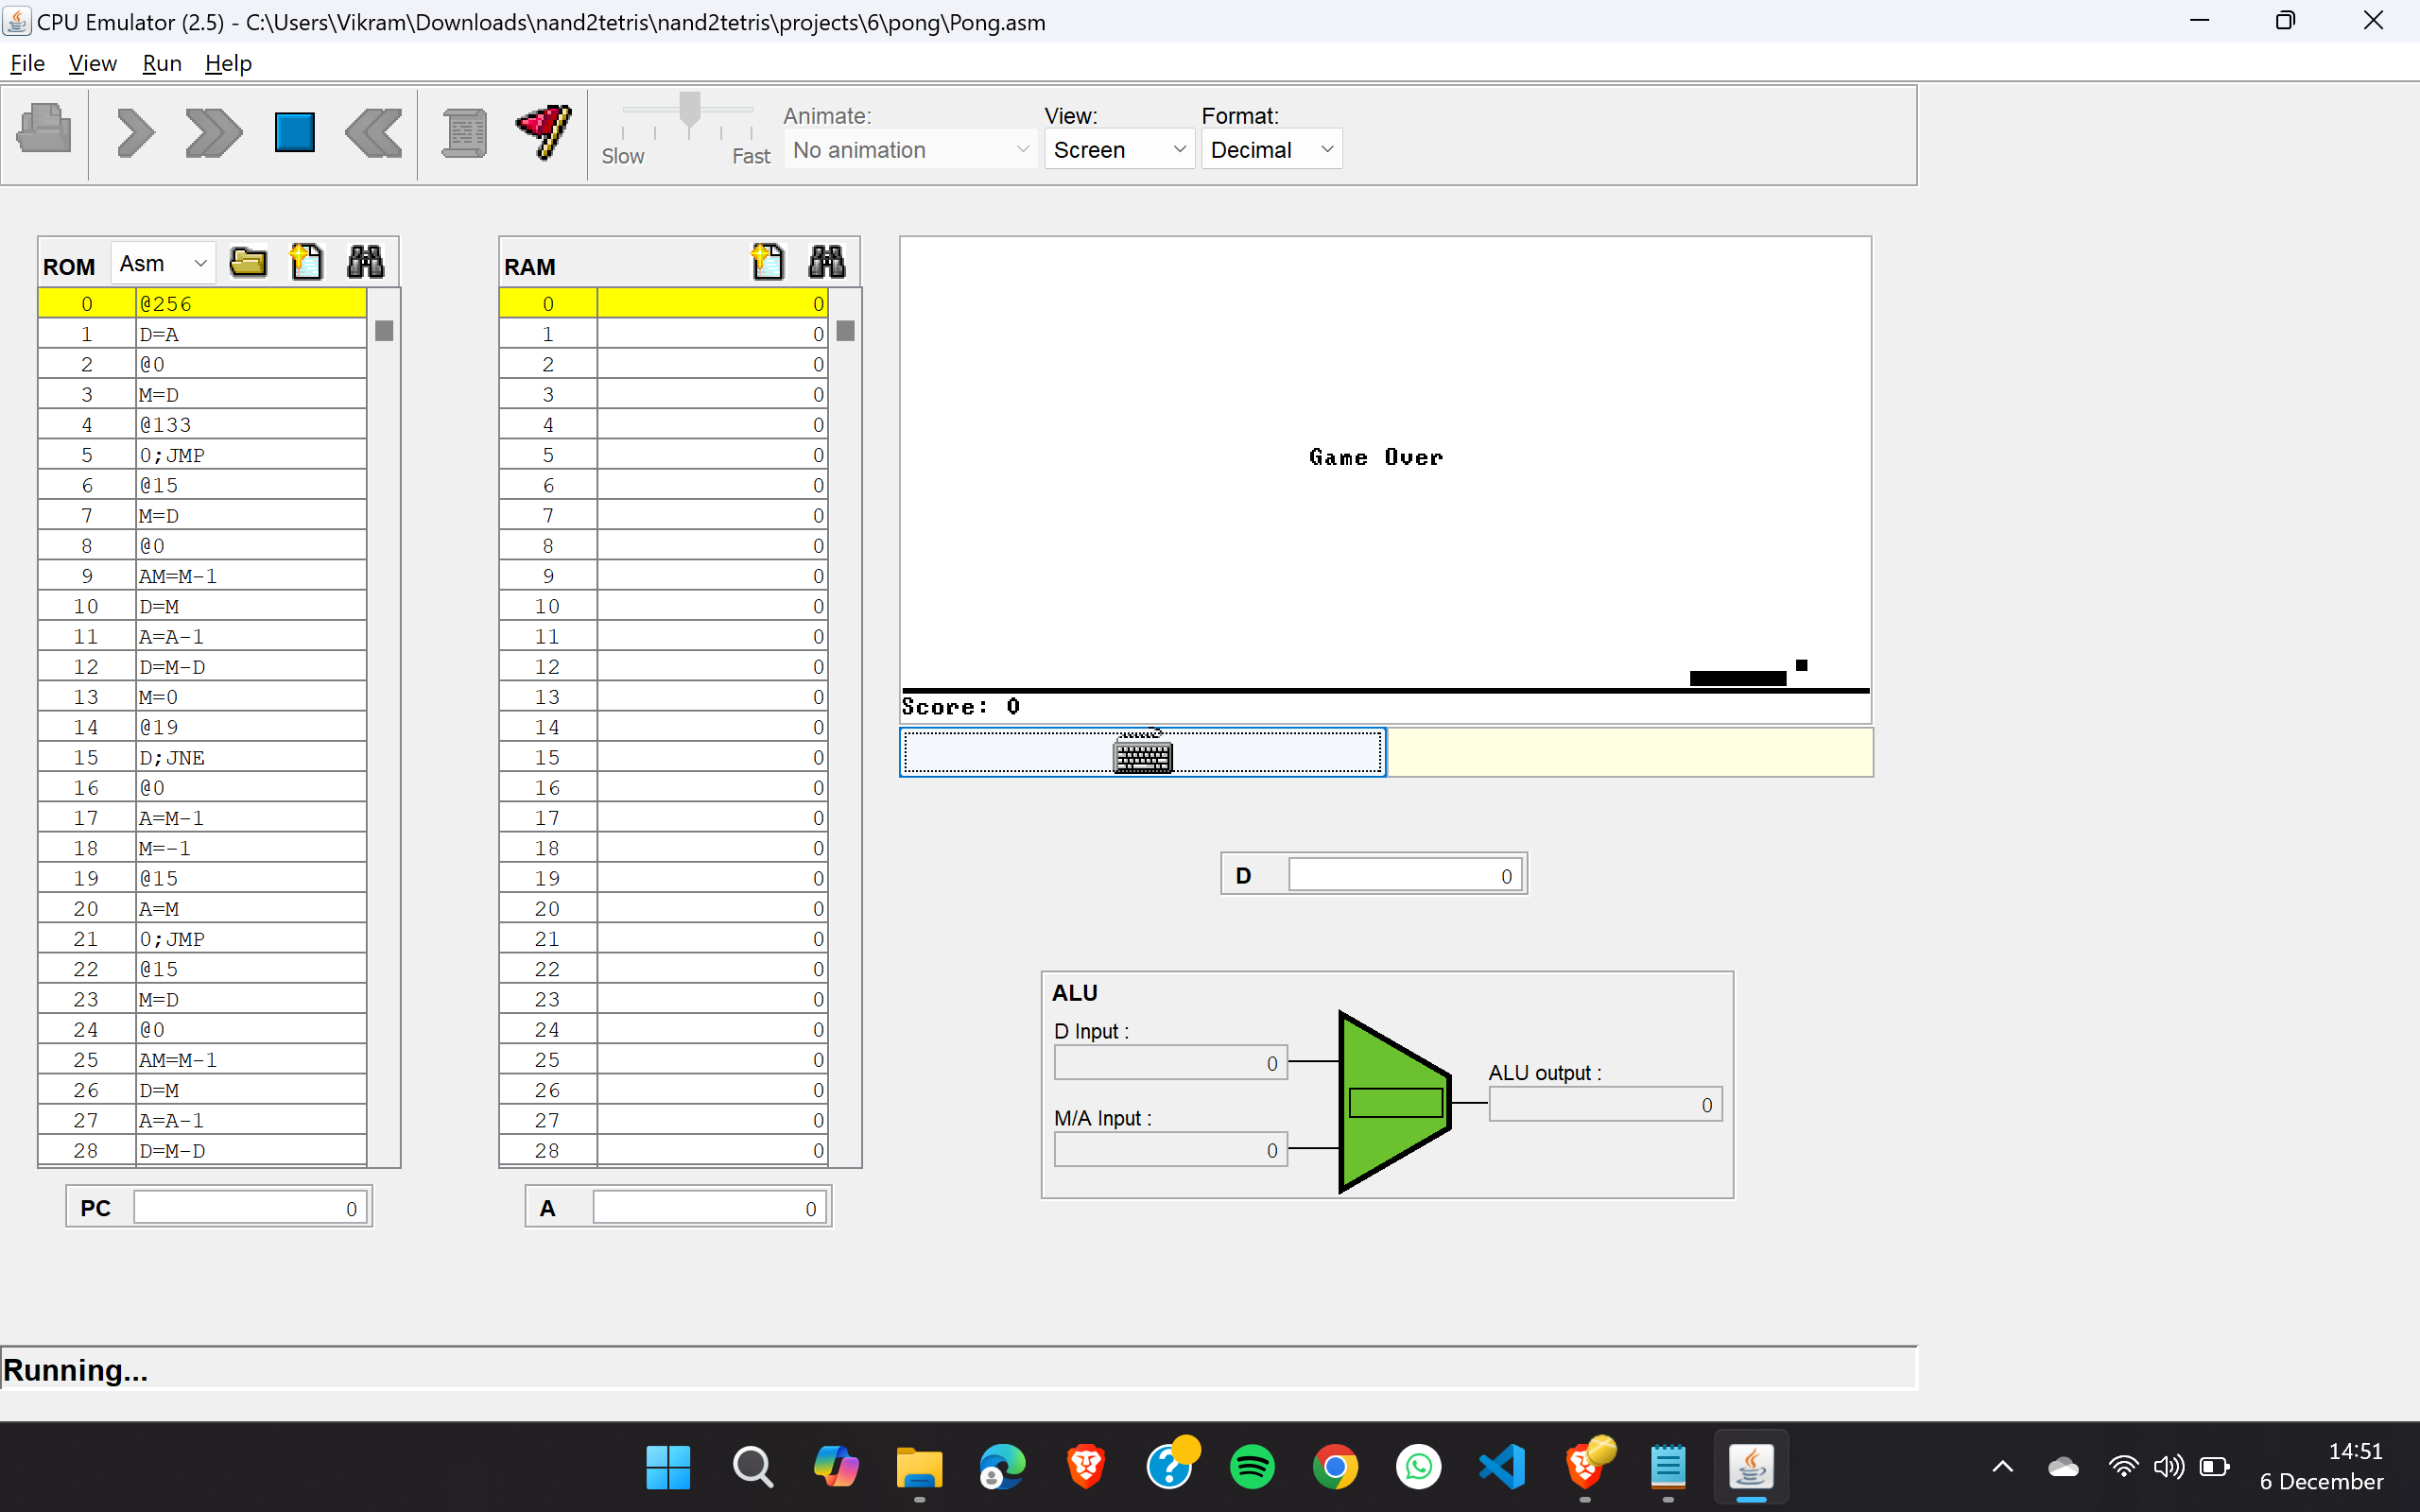 CPU Emulator (2.5) - C:\Users\Vikram\Downloads\nand2tetris\nand2tetris\projects\6\pong\Pong.asm
File View Run Help
Animate: View: Format:
Slow Fast No animation Screen Decimal
ROM Asm
0 @256
1 D=A
2 @0
3 M=D
4 @133
5 0;JMP
6 @15
7 M=D
8 @0
9 AM=M-1
10 D=M
11 A=A-1
12 D=M-D
13 M=0
14 @19
15 D;JNE
16 @0
17 A=M-1
18 M=-1
19 @15
20 A=M
21 0;JMP
22 @15
23 M=D
24 @0
25 AM=M-1
26 D=M
27 A=A-1
28 D=M-D
PC 0
RAM
0 0
1 0
2 0
3 0
4 0
5 0
6 0
7 0
8 0
9 0
10 0
11 0
12 0
13 0
14 0
15 0
16 0
17 0
18 0
19 0
20 0
21 0
22 0
23 0
24 0
25 0
26 0
27 0
28 0
A 0
Game Over
Score: 0
D 0
ALU
D Input :
0
M/A Input :
0
ALU output :
0
Running...
14:51
6 December